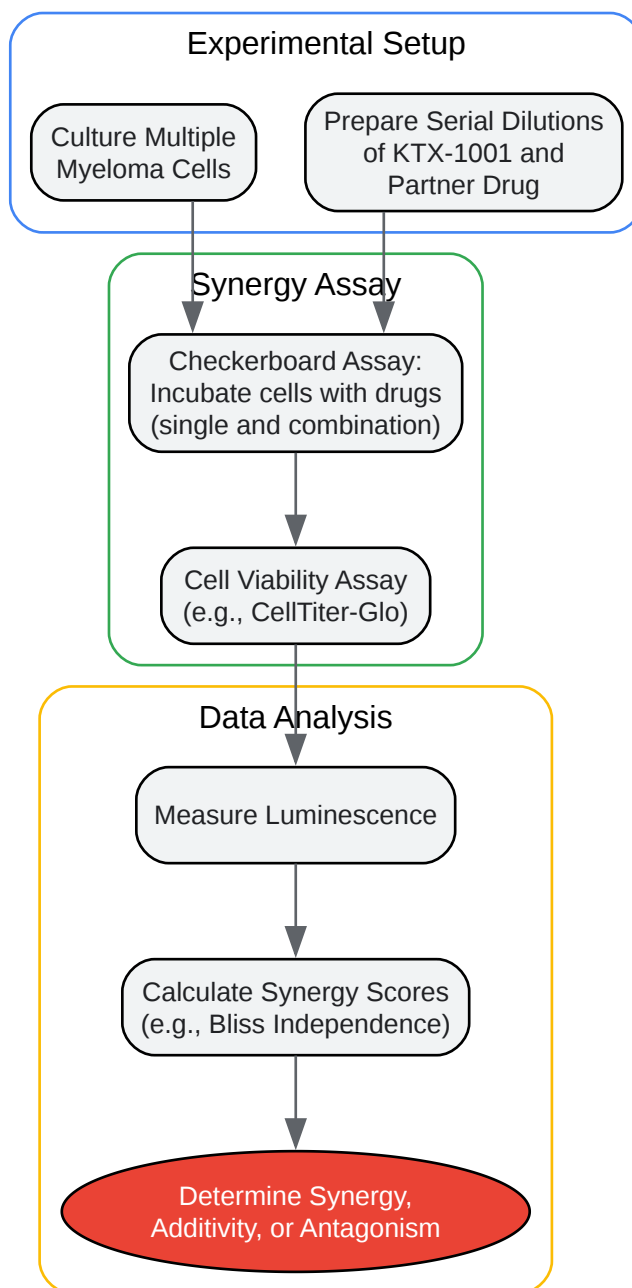 Experimental Setup
Culture Multiple
Myeloma Cells
Prepare Serial Dilutions
of KTX-1001 and
Partner Drug
Synergy Assay
Checkerboard Assay:
Incubate cells with drugs
(single and combination)
Cell Viability Assay
(e.g., CellTiter-Glo)
Data Analysis
Measure Luminescence
Calculate Synergy Scores
(e.g., Bliss Independence)
Determine Synergy,
Additivity, or Antagonism